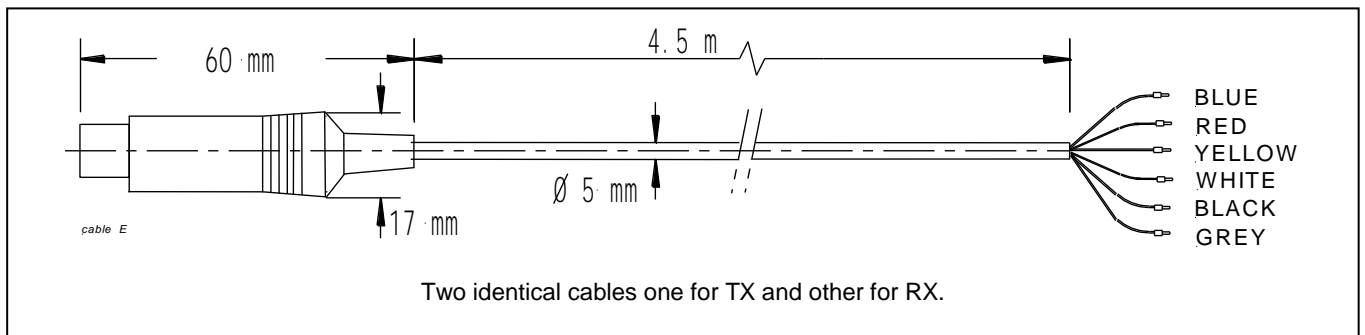 60 mm
4.5 m
BLUE
RED
YELLOW
WHITE
BLACK
GREY
Ø 5 mm
17 mm
cable E
Two identical cables one for TX and other for RX.